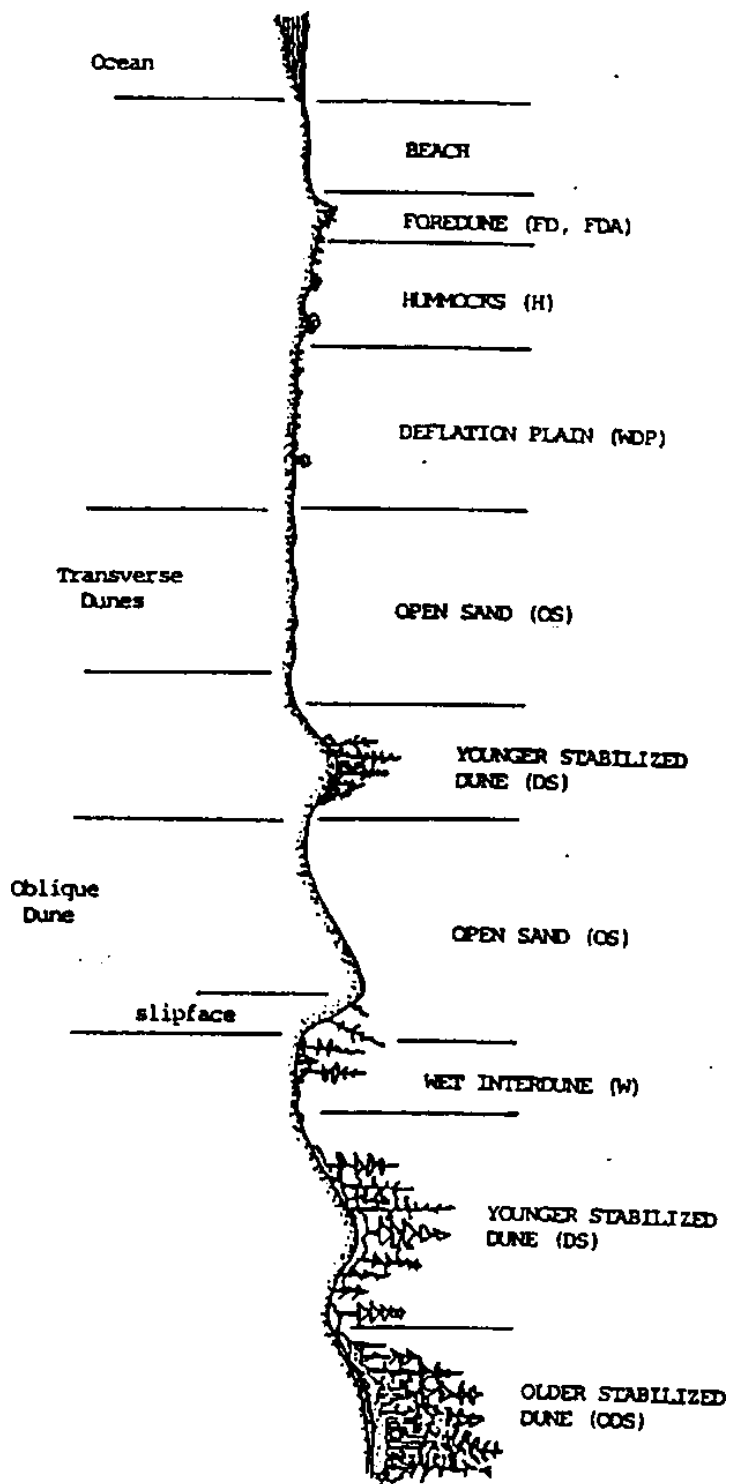 Ocean
BEACH
FOREDUNE (FD, FDA)
HUMMOCKS (H)
DEFLATION PLAIN (WDP)
Transverse
Dunes
OPEN SAND (OS)
YOUNGER STABILIZED
DUNE (DS)
Oblique
Dune
OPEN SAND (OS)
slipface
WET INTERDUNE (W)
YOUNGER STABILIZED
DUNE (DS)
OLDER STABILIZED
DUNE (ODS)